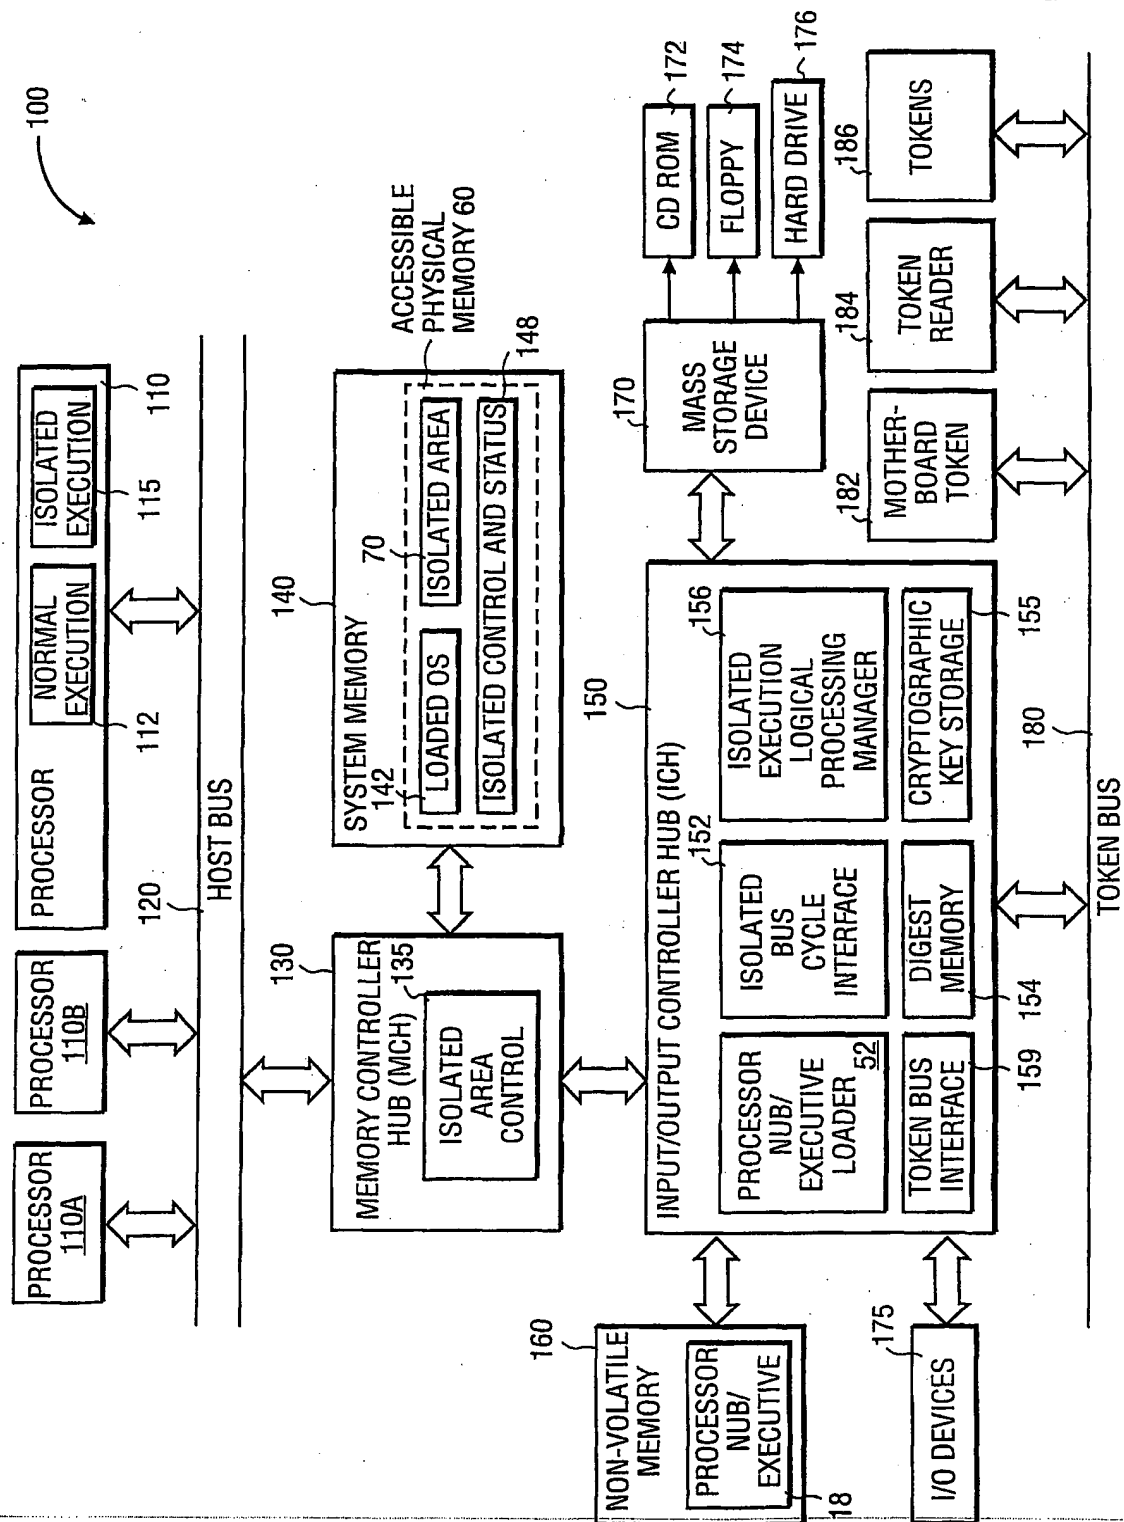 100
PROCESSOR
110A
PROCESSOR
110B
PROCESSOR
NORMAL
EXECUTION
112
ISOLATED
EXECUTION
115
110
120
HOST BUS
130
MEMORY CONTROLLER
HUB (MCH)
135
ISOLATED
AREA
CONTROL
140
SYSTEM MEMORY
142
LOADED OS
70
ISOLATED AREA
ISOLATED CONTROL AND STATUS
ACCESSIBLE
PHYSICAL
MEMORY 60
148
150
INPUT/OUTPUT CONTROLLER HUB (ICH)
PROCESSOR
NUB/
EXECUTIVE
LOADER
52
152
ISOLATED
BUS
CYCLE
INTERFACE
156
ISOLATED
EXECUTION
LOGICAL
PROCESSING
MANAGER
TOKEN BUS
INTERFACE
159
DIGEST
MEMORY
154
CRYPTOGRAPHIC
KEY STORAGE
155
160
NON-VOLATILE
MEMORY
PROCESSOR
NUB/
EXECUTIVE
18
175
I/O DEVICES
170
MASS
STORAGE
DEVICE
CD ROM
172
FLOPPY
174
HARD DRIVE
176
182
MOTHER-
BOARD
TOKEN
184
TOKEN
READER
186
TOKENS
180
TOKEN BUS